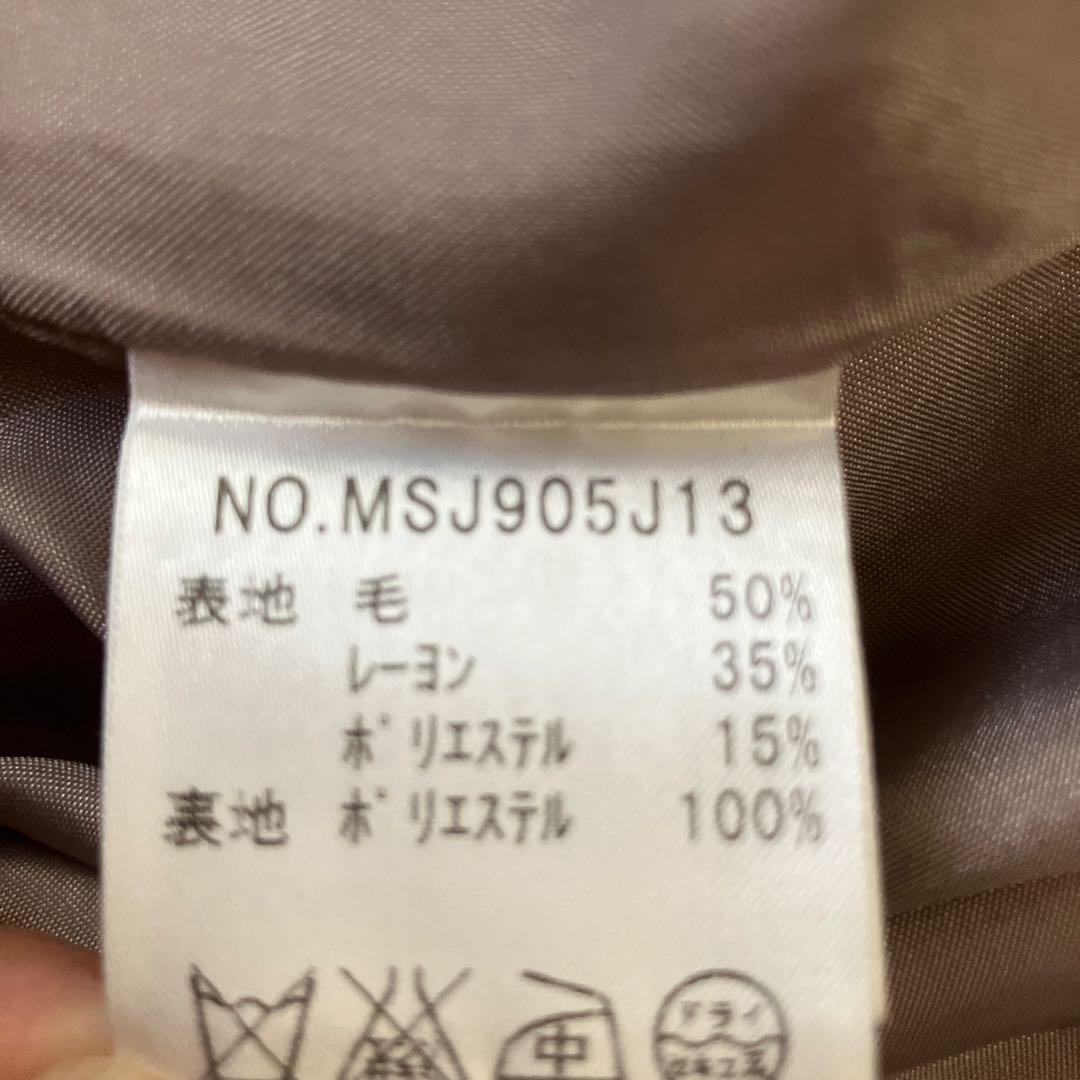 NO.MSJ905J13
表地 毛 50%
レーヨン 35%
ポリエステル 15%
表地 ポリエステル 100%
中 ドライ